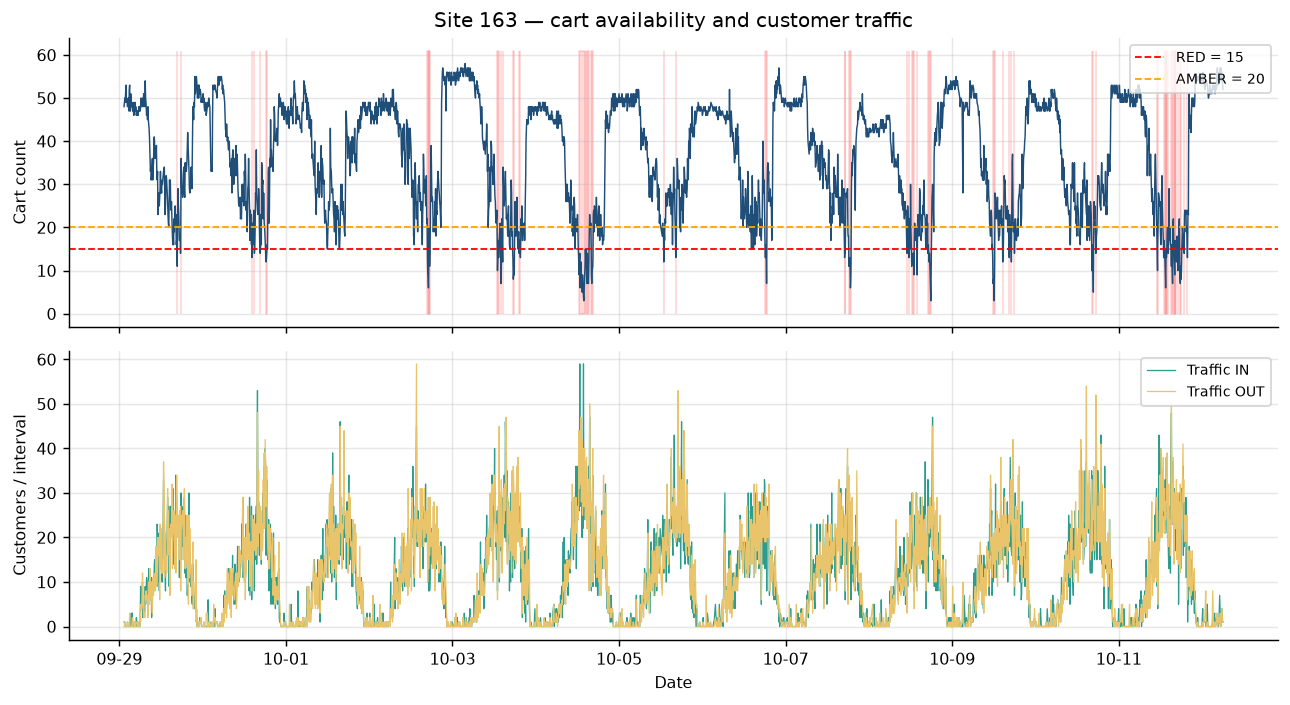 Site 163 — cart availability and customer traffic
Cart count
60
50
40
30
20
10
0
RED = 15
AMBER = 20
Customers / interval
60
50
40
30
20
10
0
Traffic IN
Traffic OUT
09-29
10-01
10-03
10-05
10-07
10-09
10-11
Date